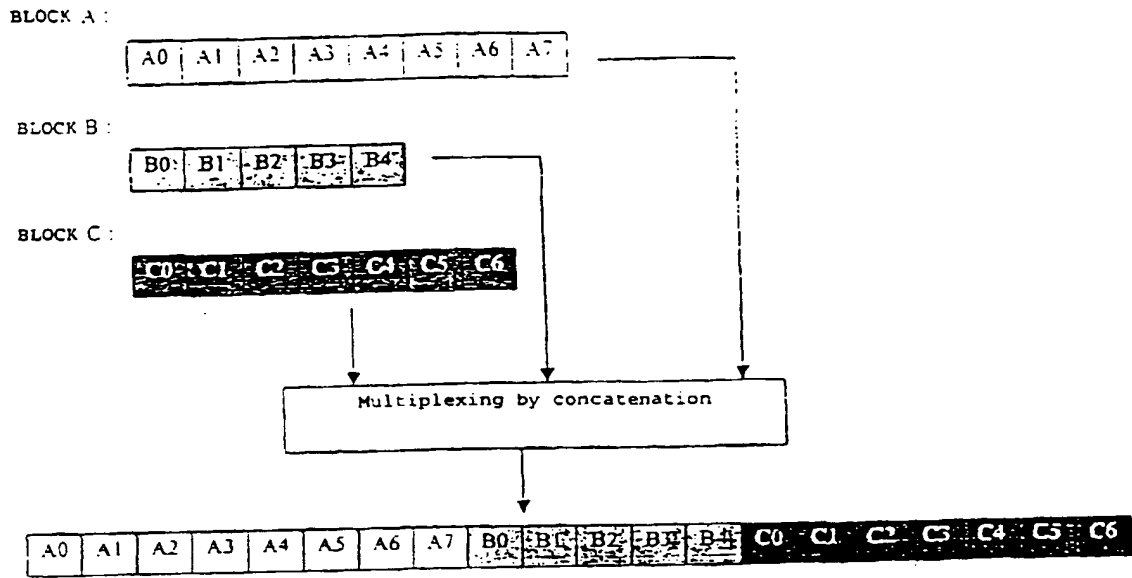 BLOCK A :
A0 A1 A2 A3 A4 A5 A6 A7
BLOCK B :
B0 B1 B2 B3 B4
BLOCK C :
C0 C1 C2 C3 C4 C5 C6
Multiplexing by concatenation
A0 A1 A2 A3 A4 A5 A6 A7 B0 B1 B2 B3 B4 C0 C1 C2 C3 C4 C5 C6